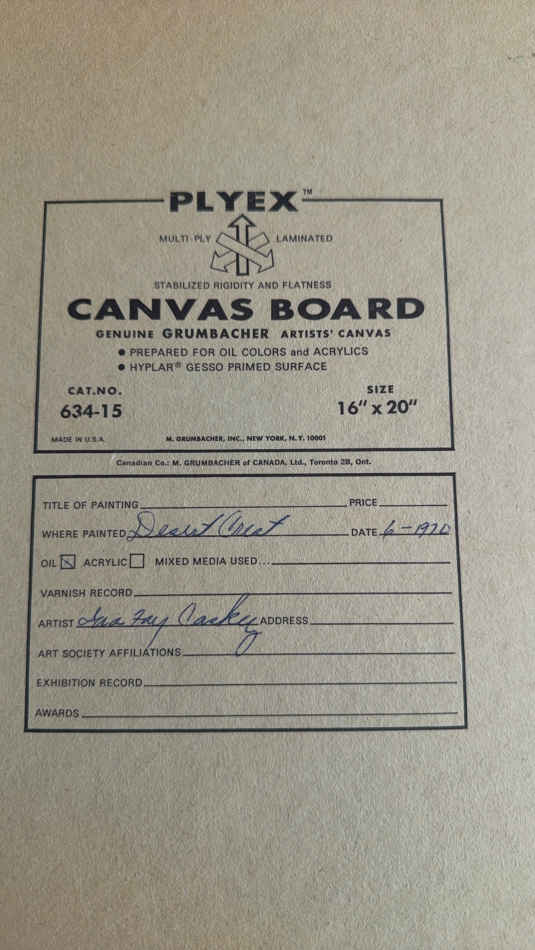 PLYEX™
MULTI-PLY LAMINATED
STABILIZED RIGIDITY AND FLATNESS
CANVAS BOARD
GENUINE GRUMBACHER ARTISTS' CANVAS
● PREPARED FOR OIL COLORS and ACRYLICS
● HYPLAR® GESSO PRIMED SURFACE
CAT.NO. SIZE
634-15 16" x 20"
MADE IN U.S.A. M. GRUMBACHER, INC., NEW YORK, N.Y. 10001
Canadian Co.: M. GRUMBACHER of CANADA, Ltd., Toronto 2B, Ont.
TITLE OF PAINTING PRICE
WHERE PAINTED Desert Crest DATE 6-1970
OIL ACRYLIC MIXED MEDIA USED...
VARNISH RECORD
ARTIST Fay ADDRESS
ART SOCIETY AFFILIATIONS
EXHIBITION RECORD
AWARDS